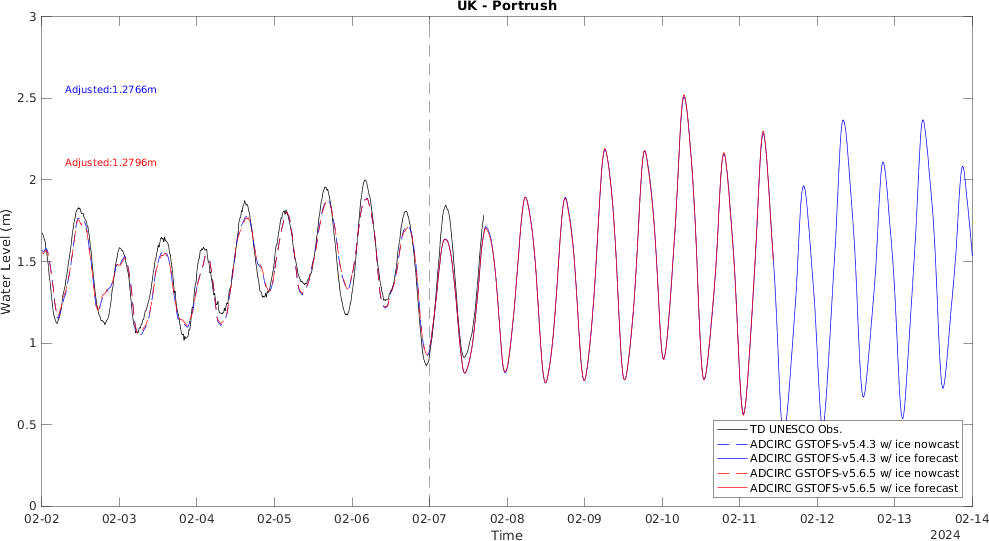 UK - Portrush
3
2.5
2
1.5
1
0.5
0
Water Level (m)
Adjusted:1.2766m
Adjusted:1.2796m
TD UNESCO Obs.
ADCIRC GSTOFS-v5.4.3 w/ ice nowcast
ADCIRC GSTOFS-v5.4.3 w/ ice forecast
ADCIRC GSTOFS-v5.6.5 w/ ice nowcast
ADCIRC GSTOFS-v5.6.5 w/ ice forecast
02-02 02-03 02-04 02-05 02-06 02-07 02-08 02-09 02-10 02-11 02-12 02-13 02-14
Time
2024